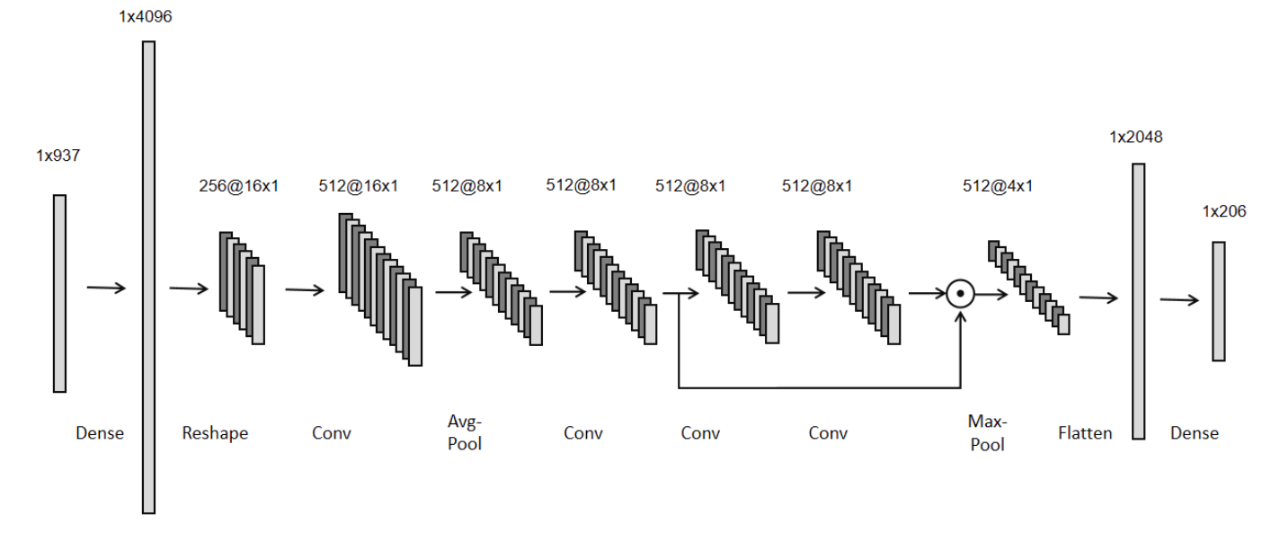 1x4096
1x937
1x2048
256@16x1
512@16x1
512@8x1
512@8x1
512@8x1
512@8x1
512@4x1
1x206
Dense
Reshape
Conv
Avg-
Pool
Conv
Conv
Conv
Max-
Pool
Flatten
Dense